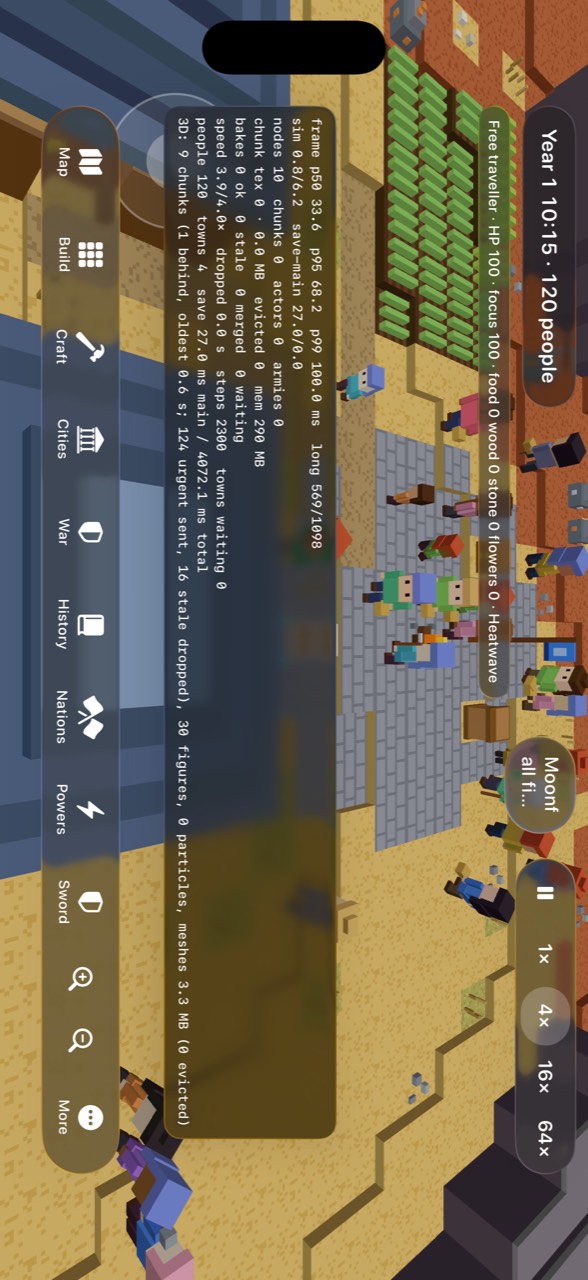 Year 1 10:15 · 120 people
Moonf
all fi…
1×
4×
16×
64×
Free traveller · HP 100 · focus 100 · food 0 wood 0 stone 0 flowers 0 · Heatwave
frame p50 33.6 p95 68.2 p99 100.0 ms long 569/1098
sim 0.8/6.2 save-main 27.0/0.0
nodes 10 chunks 0 actors 0 armies 0
chunk tex 0 · 0.0 MB evicted 0 mem 290 MB
bakes 0 ok 0 stale 0 merged 0 waiting
speed 3.9/4.0× dropped 0.0 s steps 2300 towns waiting 0
people 120 towns 4 save 27.0 ms main / 4072.1 ms total
3D: 9 chunks (1 behind, oldest 0.6 s; 124 urgent sent, 16 stale dropped), 30 figures, 0 particles, meshes 3.3 MB (0 evicted)
Map
Build
Craft
Cities
War
History
Nations
Powers
Sword
More